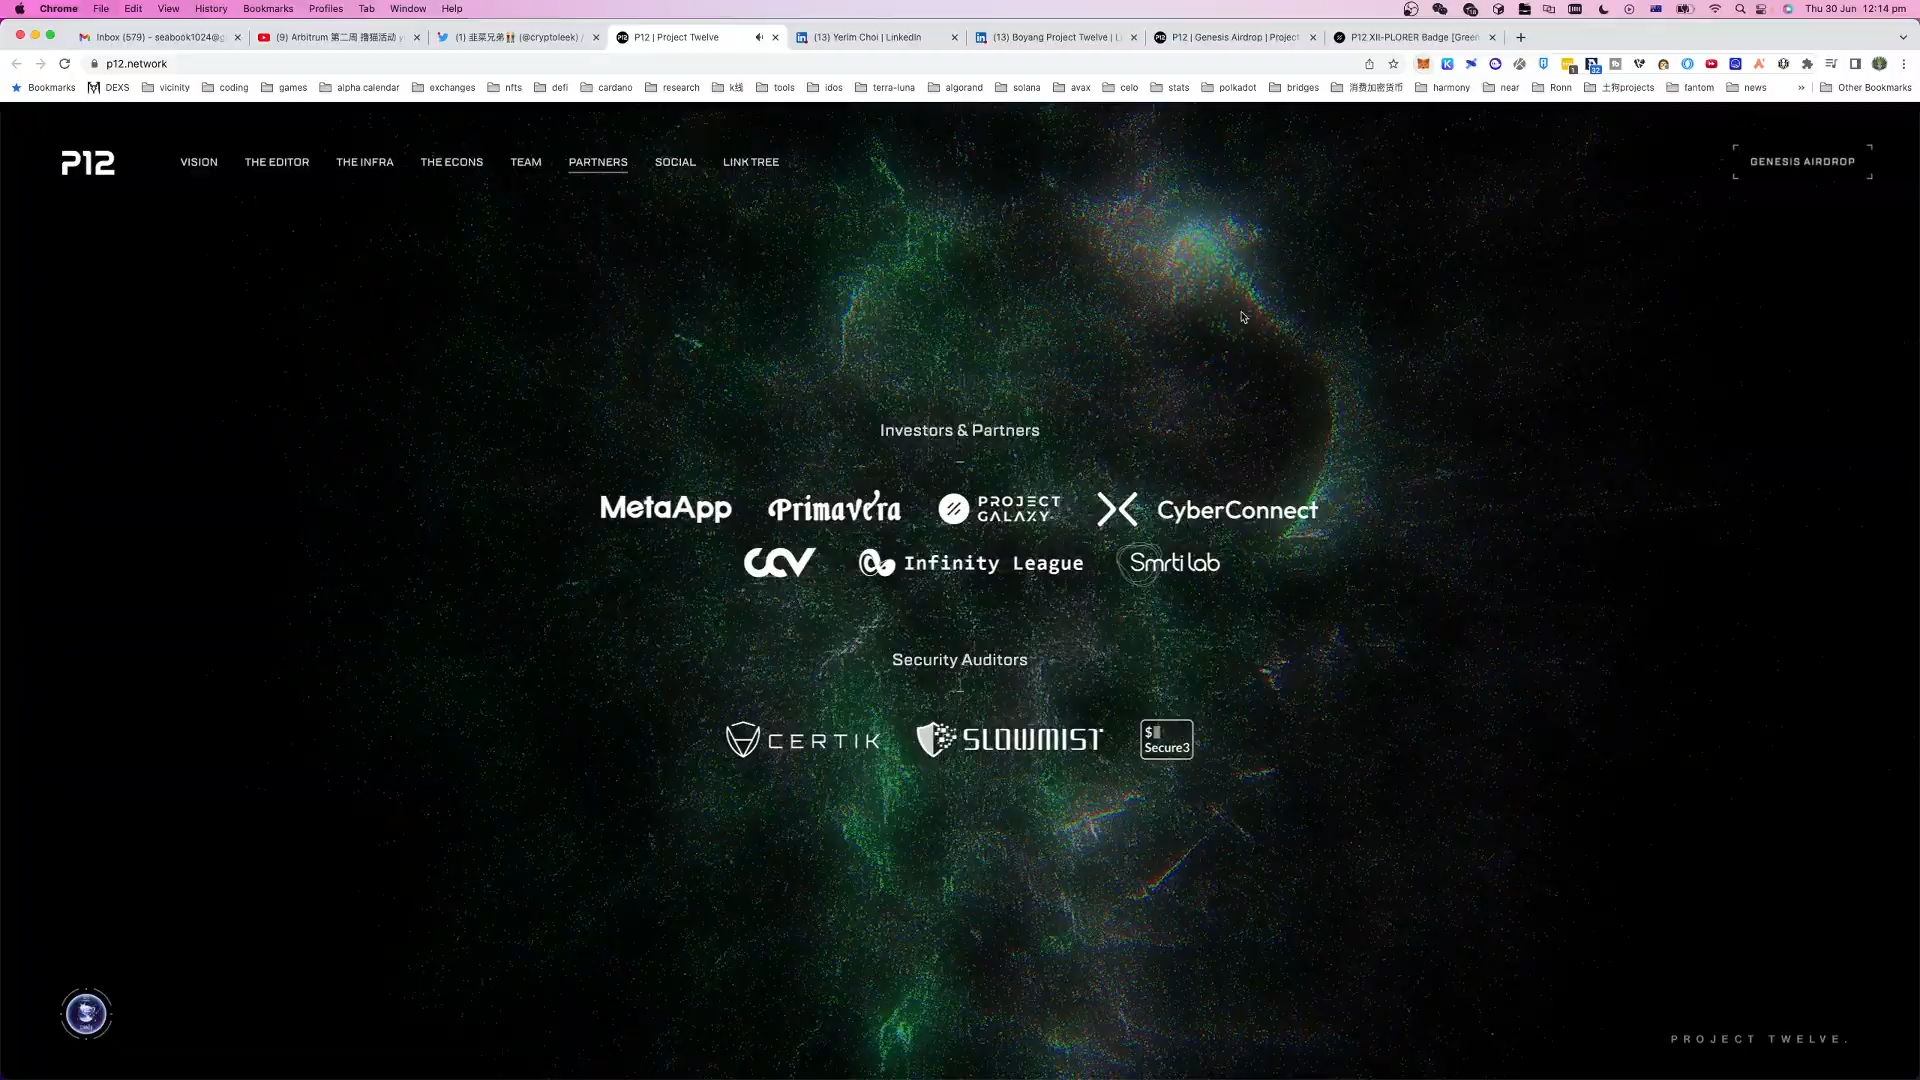 Chrome File Edit View History Bookmarks Profiles Tab Window Help Thu 30 Jun 12:14 pm
Inbox (579) - seabook1024@g (9) Arbitrum 第二周 撸猫活动 (1) 韭菜兄弟 (@cryptoleek) / P12 | Project Twelve (13) Yerim Choi | LinkedIn (13) Boyang Project Twelve | L P12 | Genesis Airdrop | Project P12 XII-PLORER Badge [Green
p12.network
Bookmarks DEXS vicinity coding games alpha calendar exchanges nfts defi cardano research k线 tools idos terra-luna algorand solana avax celo stats polkadot bridges 消费加密货币 harmony near Ronn 土狗projects fantom news » Other Bookmarks
P12 VISION THE EDITOR THE INFRA THE ECONS TEAM PARTNERS SOCIAL LINK TREE GENESIS AIRDROP
Investors & Partners
MetaApp Primavera PROJECT GALAXY CyberConnect
CCV Infinity League Smrti lab
Security Auditors
CERTIK SLOWMIST $ Secure3
PROJECT TWELVE.